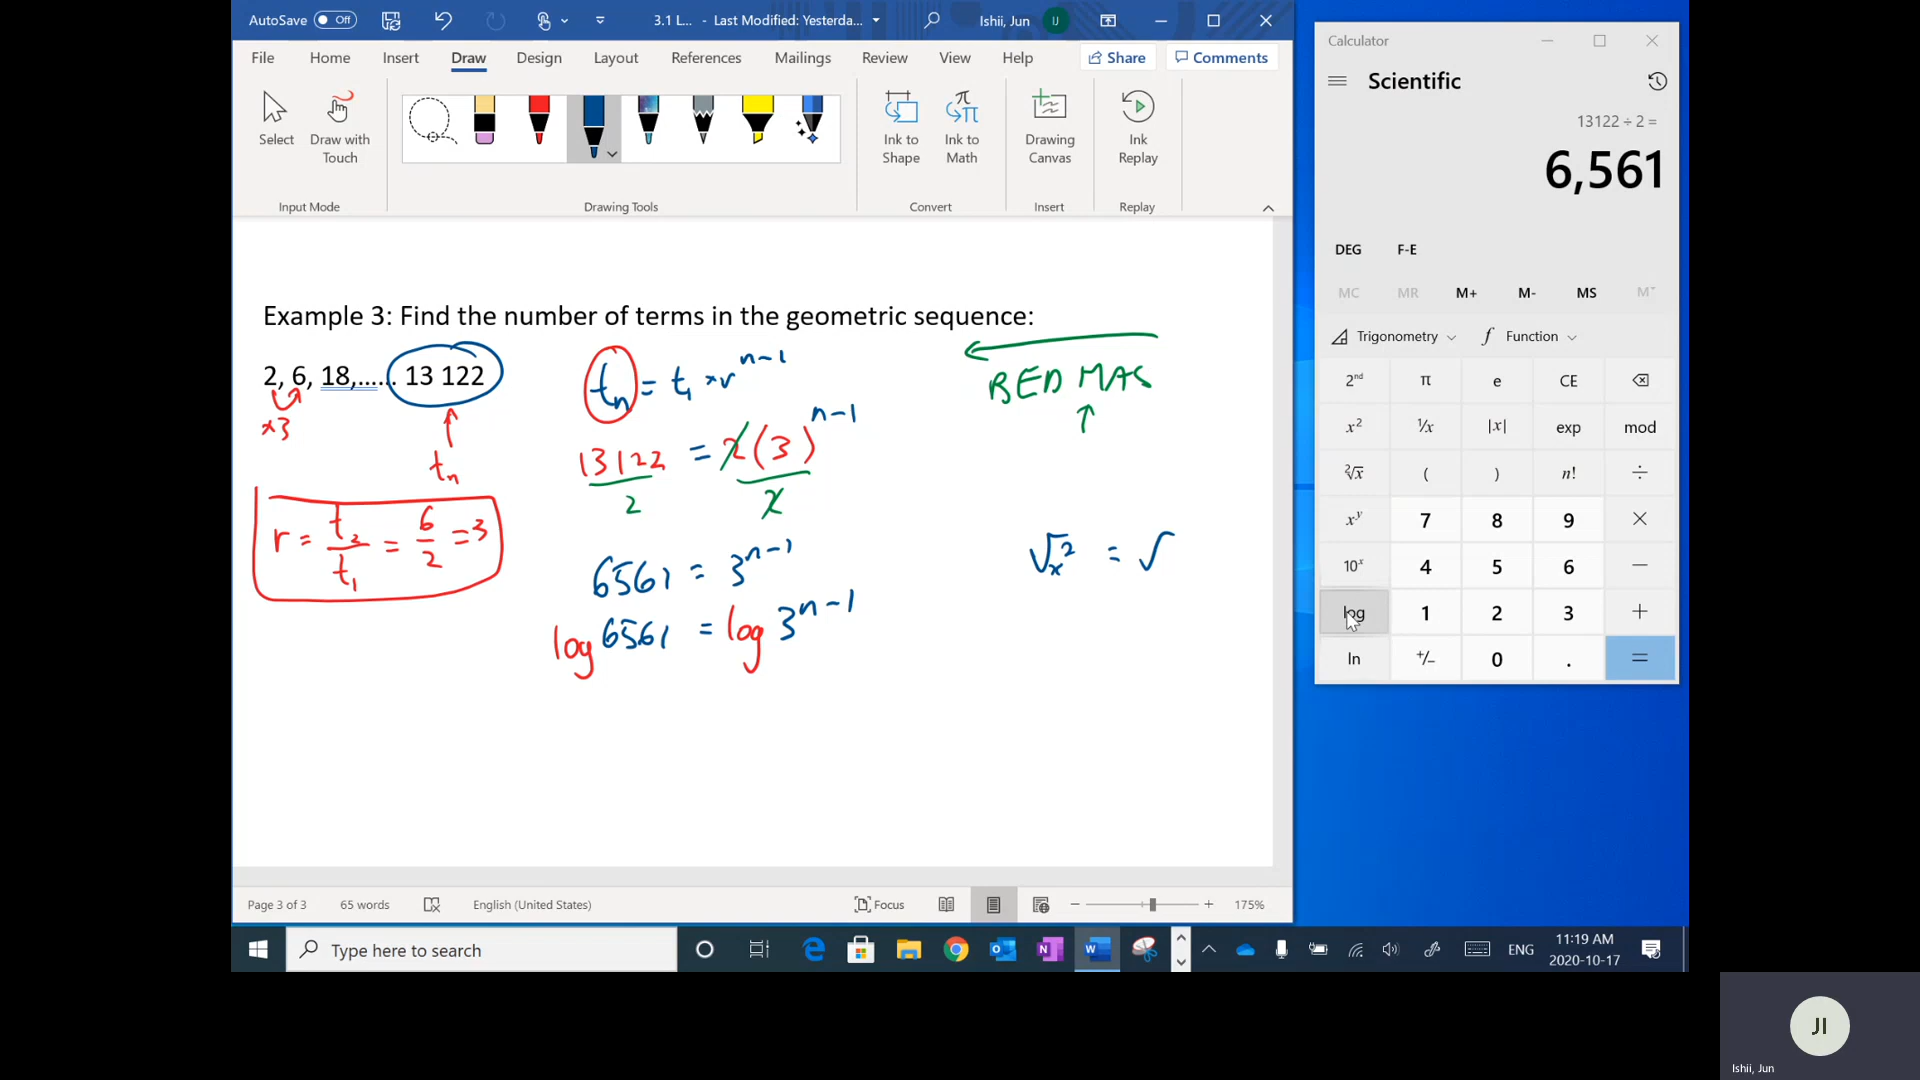 AutoSave Off 3.1 L... - Last Modified: Yesterda... Ishii, Jun IJ
File Home Insert Draw Design Layout References Mailings Review View Help Share Comments
Select Draw with Touch Ink to Shape Ink to Math Drawing Canvas Ink Replay
Input Mode Drawing Tools Convert Insert Replay
Example 3: Find the number of terms in the geometric sequence:
2, 6, 18,...... 13 122
×3
tₙ
r = t₂/t₁ = 6/2 = 3
tₙ = t₁ × r^(n-1)
13122 = 2(3)^(n-1)
2 2
6561 = 3^(n-1)
log 6561 = log 3^(n-1)
BEDMAS
√x² = √
Page 3 of 3 65 words English (United States) Focus − + 175%
Calculator
Scientific
13122 ÷ 2 =
6,561
DEG F-E
MC MR M+ M- MS M˅
Trigonometry f Function
2ⁿᵈ π e CE
x² ¹/x |x| exp mod
²√x ( ) n! ÷
xʸ 7 8 9 ×
10ˣ 4 5 6 −
log 1 2 3 +
ln +/− 0 . =
Type here to search
ENG
11:19 AM
2020-10-17
JI
Ishii, Jun